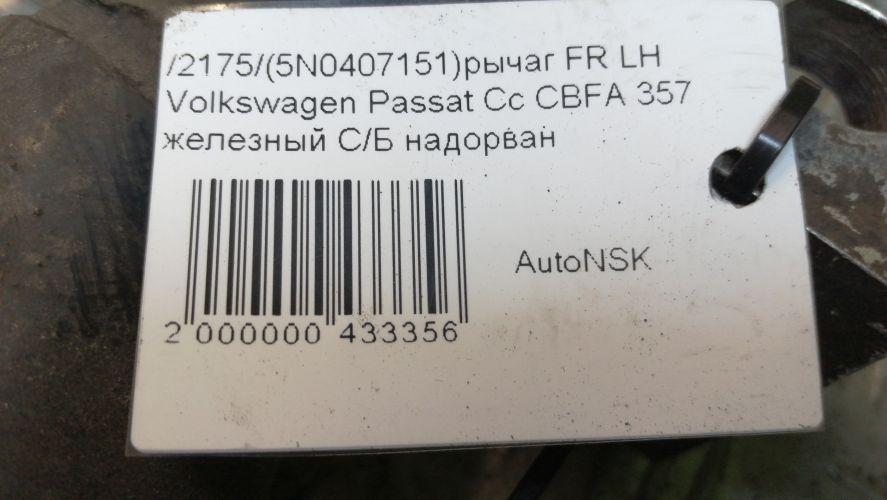 /2175/(5N0407151)рычаг FR LH
Volkswagen Passat Cc CBFA 357
железный С/Б надорван
AutoNSK
2 000000 433356